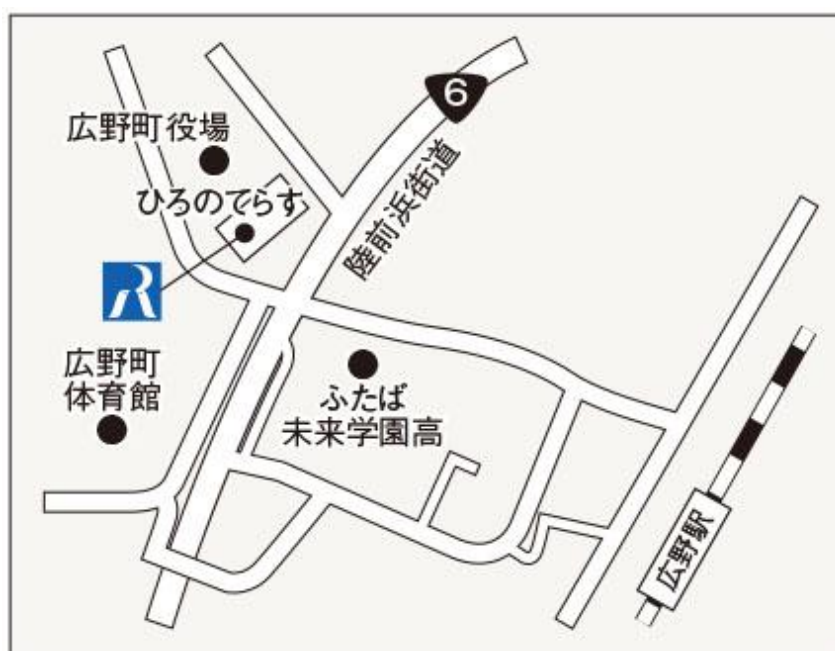 6
広野町役場
陸前浜街道
ひろのてらす
R
広野町
体育館
ふたば
未来学園高
広野駅